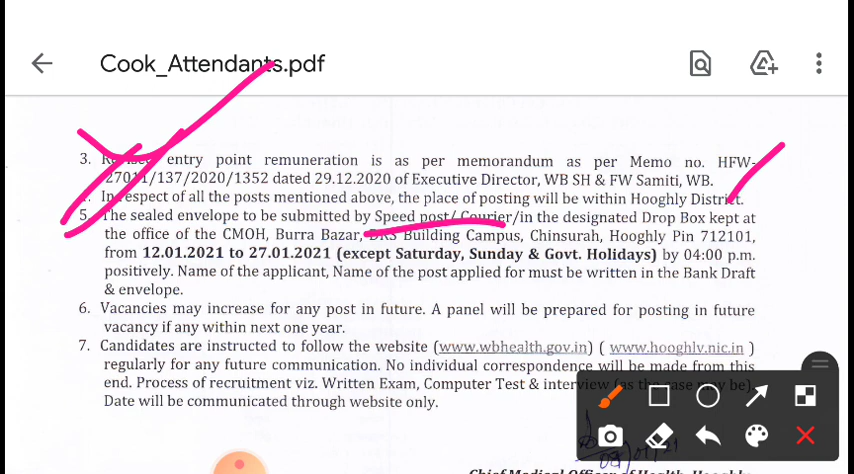 Cook_Attendants.pdf
3. Revised entry point remuneration is as per memorandum as per Memo no. HFW-
27011/137/2020/1352 dated 29.12.2020 of Executive Director, WB SH & FW Samiti, WB.
In respect of all the posts mentioned above, the place of posting will be within Hooghly District.
5. The sealed envelope to be submitted by Speed post/ Courier/in the designated Drop Box kept at
the office of the CMOH, Burra Bazar, DRS Building Campus, Chinsurah, Hooghly Pin 712101,
from 12.01.2021 to 27.01.2021 (except Saturday, Sunday & Govt. Holidays) by 04:00 p.m.
positively. Name of the applicant, Name of the post applied for must be written in the Bank Draft
& envelope.
6. Vacancies may increase for any post in future. A panel will be prepared for posting in future
vacancy if any within next one year.
7. Candidates are instructed to follow the website (www.wbhealth.gov.in) ( www.hooghly.nic.in )
regularly for any future communication. No individual correspondence will be made from this
end. Process of recruitment viz. Written Exam, Computer Test & interview (as the case may be).
Date will be communicated through website only.